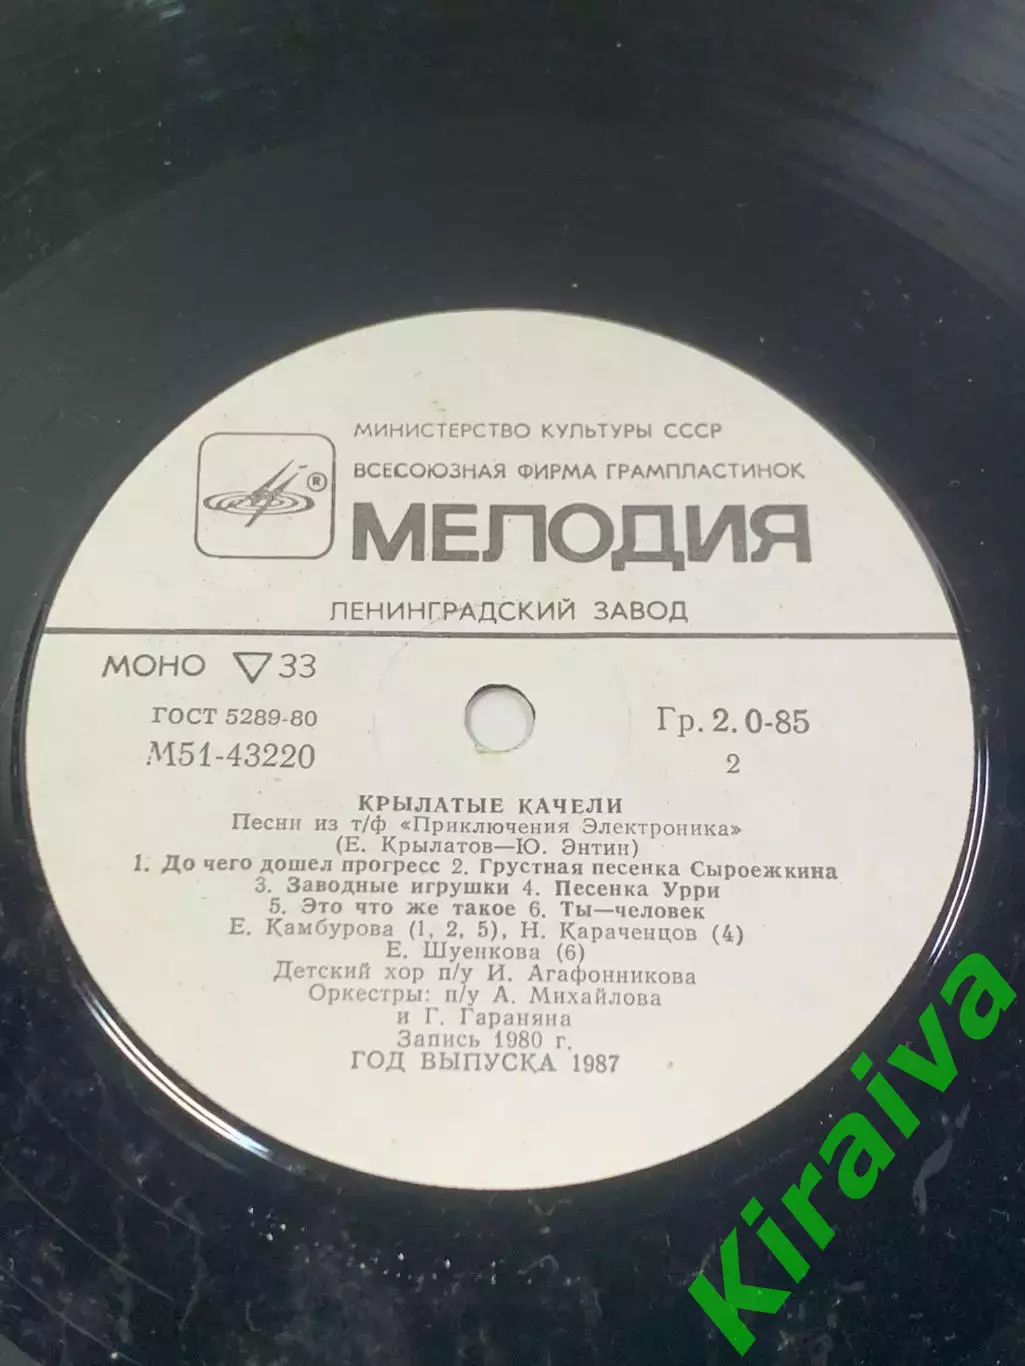 МИНИСТЕРСТВО КУЛЬТУРЫ СССР
ВСЕСОЮЗНАЯ ФИРМА ГРАМПЛАСТИНОК
®
МЕЛОДИЯ
ЛЕНИНГРАДСКИЙ ЗАВОД
МОНО ▽ 33
ГОСТ 5289-80
М51-43220
Гр. 2. 0-85
2
КРЫЛАТЫЕ КАЧЕЛИ
Песни из т/ф «Приключения Электроника»
(Е. Крылатов—Ю. Энтин)
1. До чего дошел прогресс 2. Грустная песенка Сыроежкина
3. Заводные игрушки 4. Песенка Урри
5. Это что же такое 6. Ты—человек
Е. Камбурова (1, 2, 5), Н. Караченцов (4)
Е. Шуенкова (6)
Детский хор п/у И. Агафонникова
Оркестры: п/у А. Михайлова
и Г. Гараняна
Запись 1980 г.
ГОД ВЫПУСКА 1987
Kiraiva